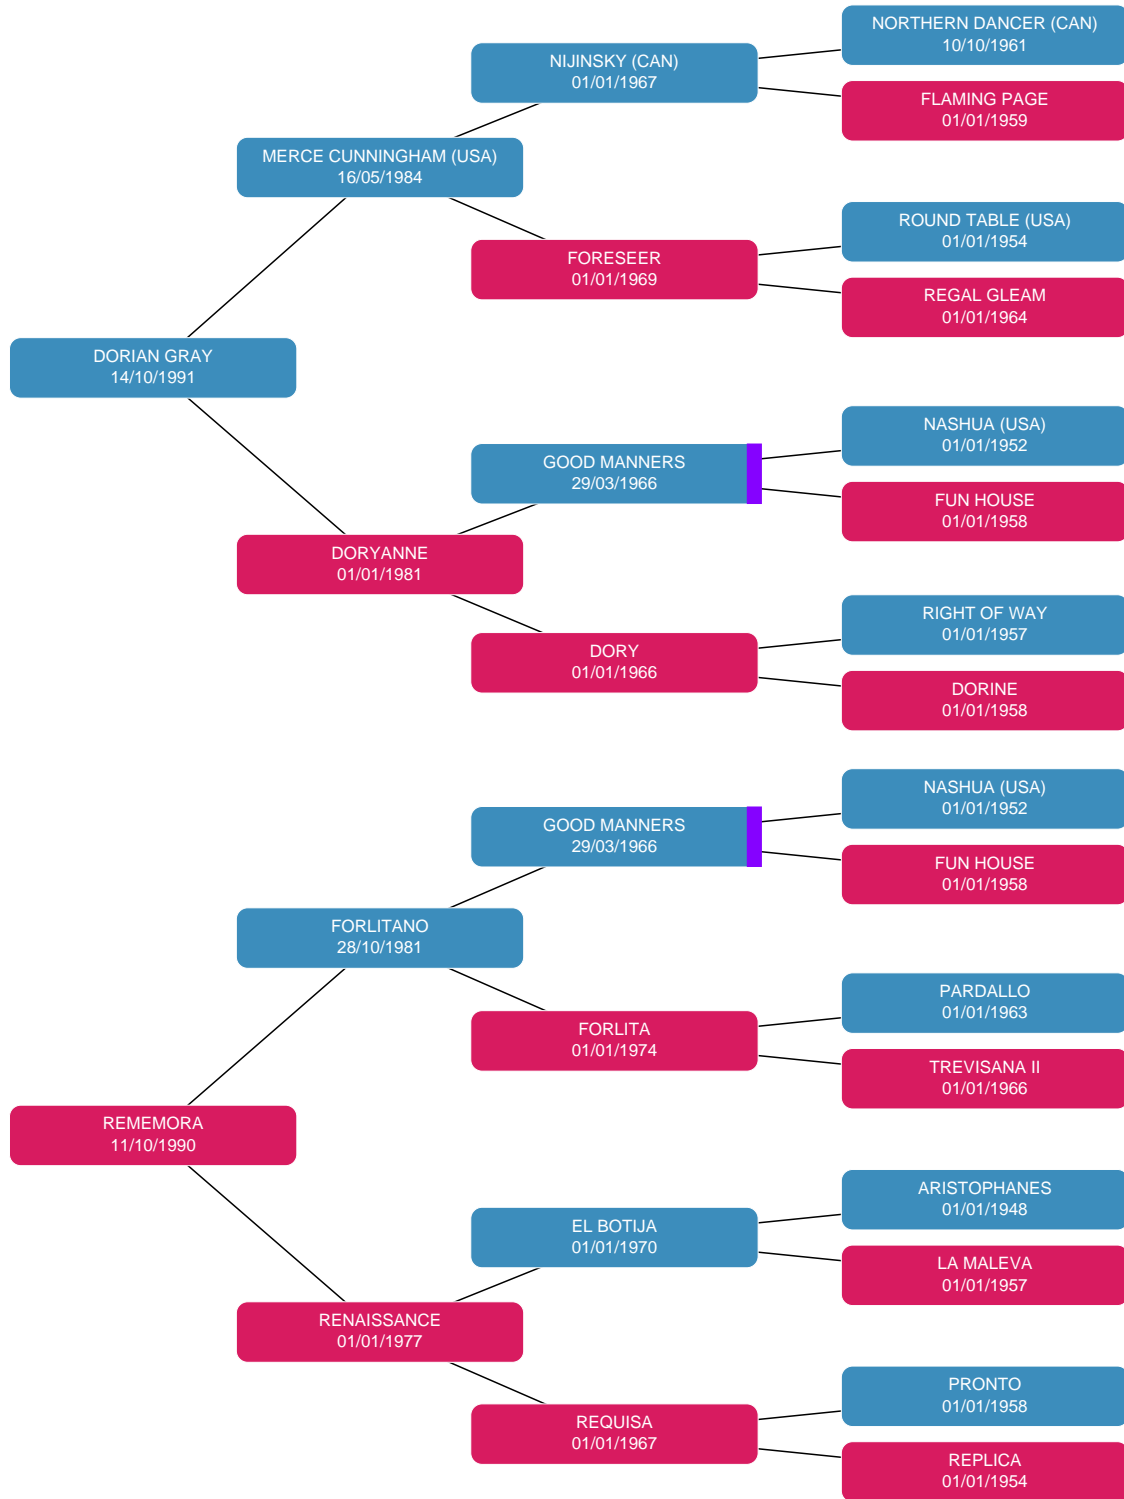 NORTHERN DANCER (CAN)
10/10/1961
NIJINSKY (CAN)
01/01/1967
FLAMING PAGE
01/01/1959
MERCE CUNNINGHAM (USA)
16/05/1984
ROUND TABLE (USA)
01/01/1954
FORESEER
01/01/1969
REGAL GLEAM
01/01/1964
DORIAN GRAY
14/10/1991
NASHUA (USA)
01/01/1952
GOOD MANNERS
29/03/1966
FUN HOUSE
01/01/1958
DORYANNE
01/01/1981
RIGHT OF WAY
01/01/1957
DORY
01/01/1966
DORINE
01/01/1958
NASHUA (USA)
01/01/1952
GOOD MANNERS
29/03/1966
FUN HOUSE
01/01/1958
FORLITANO
28/10/1981
PARDALLO
01/01/1963
FORLITA
01/01/1974
TREVISANA II
01/01/1966
REMEMORA
11/10/1990
ARISTOPHANES
01/01/1948
EL BOTIJA
01/01/1970
LA MALEVA
01/01/1957
RENAISSANCE
01/01/1977
PRONTO
01/01/1958
REQUISA
01/01/1967
REPLICA
01/01/1954